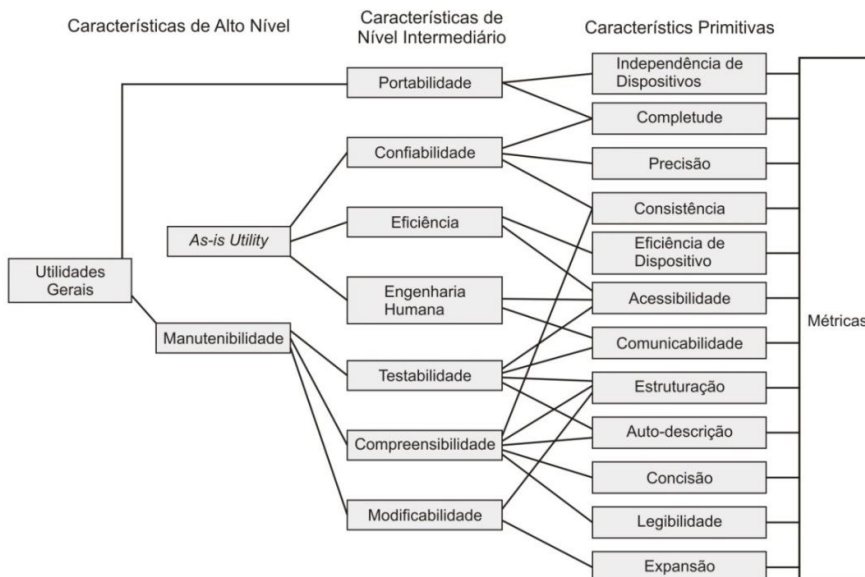 Características de Alto Nível
Características de
Nível Intermediário
Característics Primitivas
Utilidades
Gerais
As-is Utility
Manutenibilidade
Portabilidade
Confiabilidade
Eficiência
Engenharia
Humana
Testabilidade
Compreensibilidade
Modificabilidade
Independência de
Dispositivos
Completude
Precisão
Consistência
Eficiência de
Dispositivo
Acessibilidade
Comunicabilidade
Estruturação
Auto-descrição
Concisão
Legibilidade
Expansão
Métricas